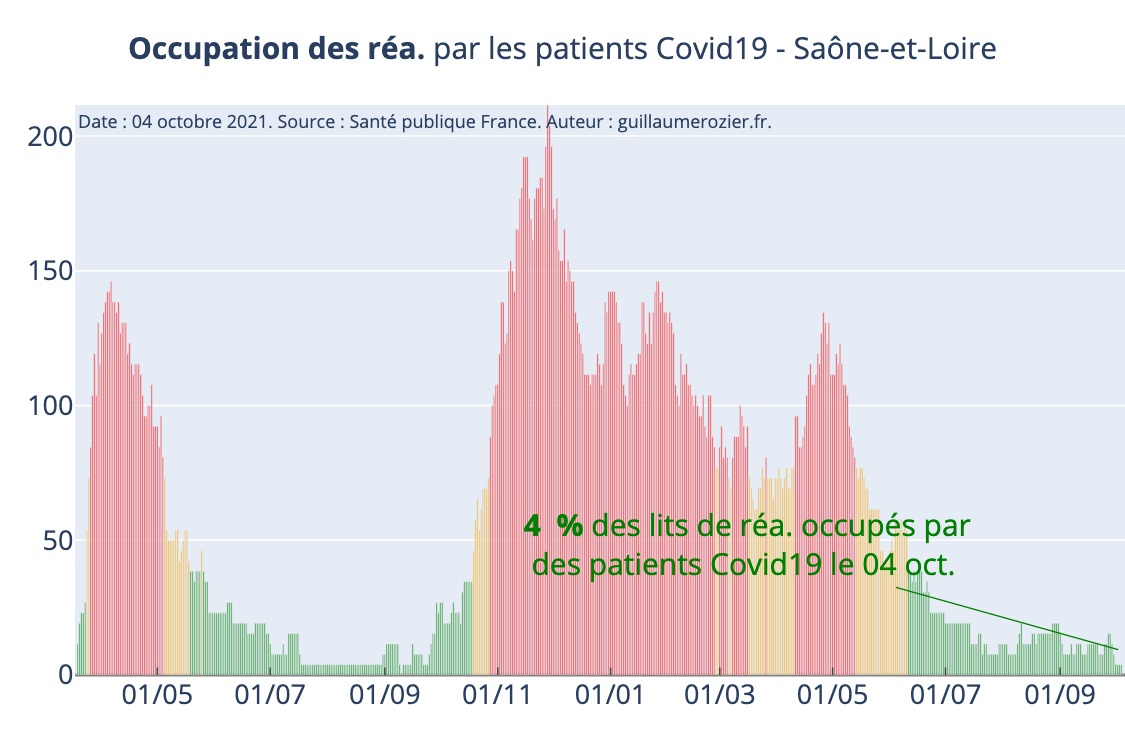 Occupation des réa. par les patients Covid19 - Saône-et-Loire
Date : 04 octobre 2021. Source : Santé publique France. Auteur : guillaumerozier.fr.
200
150
100
50
0
4 % des lits de réa. occupés par
des patients Covid19 le 04 oct.
01/05 01/07 01/09 01/11 01/01 01/03 01/05 01/07 01/09